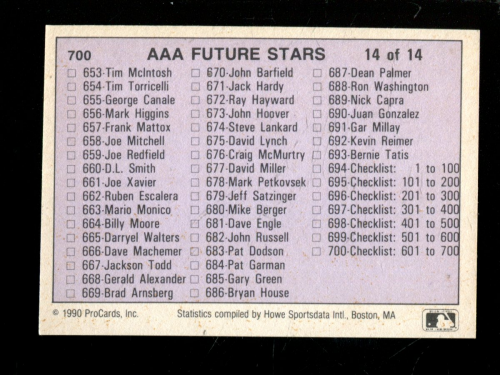 700 AAA FUTURE STARS 14 of 14
653-Tim McIntosh
654-Tim Torricelli
655-George Canale
656-Mark Higgins
657-Frank Mattox
658-Joe Mitchell
659-Joe Redfield
660-D.L. Smith
661-Joe Xavier
662-Ruben Escalera
663-Mario Monico
664-Billy Moore
665-Darryel Walters
666-Dave Machemer
667-Jackson Todd
668-Gerald Alexander
669-Brad Arnsberg
670-John Barfield
671-Jack Hardy
672-Ray Hayward
673-John Hoover
674-Steve Lankard
675-David Lynch
676-Craig McMurtry
677-David Miller
678-Mark Petkovsek
679-Jeff Satzinger
680-Mike Berger
681-Dave Engle
682-John Russell
683-Pat Dodson
684-Pat Garman
685-Gary Green
686-Bryan House
687-Dean Palmer
688-Ron Washington
689-Nick Capra
690-Juan Gonzalez
691-Gar Millay
692-Kevin Reimer
693-Bernie Tatis
694-Checklist: 1 to 100
695-Checklist: 101 to 200
696-Checklist: 201 to 300
697-Checklist: 301 to 400
698-Checklist: 401 to 500
699-Checklist: 501 to 600
700-Checklist: 601 to 700
© 1990 ProCards, Inc. Statistics compiled by Howe Sportsdata Intl., Boston, MA